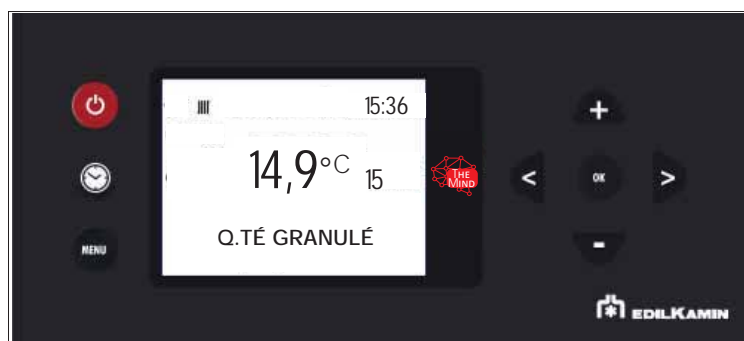 15:36
14,9°C 15
THE MIND
Q.TÉ GRANULÉ
MENU
+
<
OK
>
-
EDILKAMIN